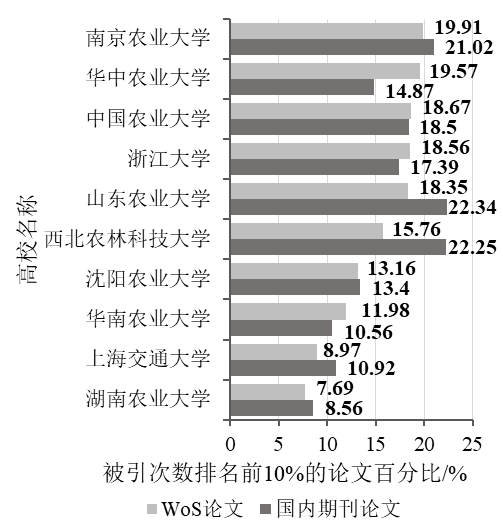 南京农业大学
19.91
21.02
华中农业大学
19.57
14.87
中国农业大学
18.67
18.5
浙江大学
18.56
17.39
山东农业大学
18.35
22.34
西北农林科技大学
15.76
22.25
沈阳农业大学
13.16
13.4
华南农业大学
11.98
10.56
上海交通大学
8.97
10.92
湖南农业大学
7.69
8.56
高校名称
0 5 10 15 20 25
被引次数排名前10%的论文百分比/%
WoS论文 国内期刊论文